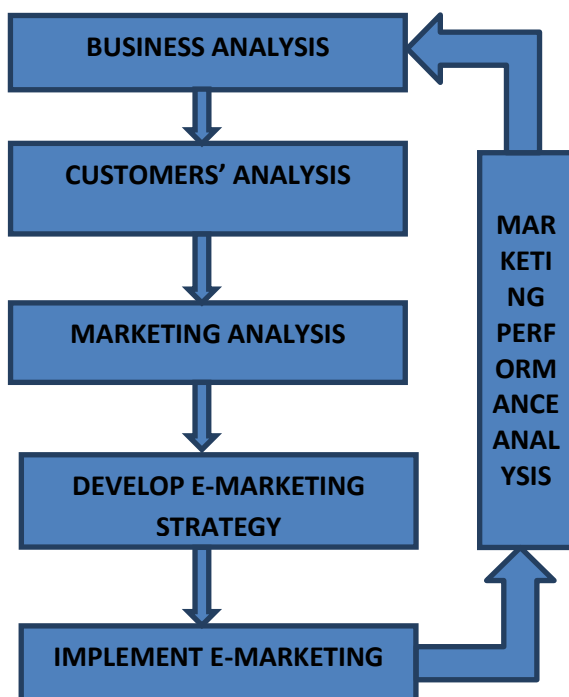 BUSINESS ANALYSIS
CUSTOMERS’ ANALYSIS
MARKETING ANALYSIS
DEVELOP E-MARKETING
STRATEGY
IMPLEMENT E-MARKETING
MAR
KETI
NG
PERF
ORM
ANCE
ANAL
YSIS